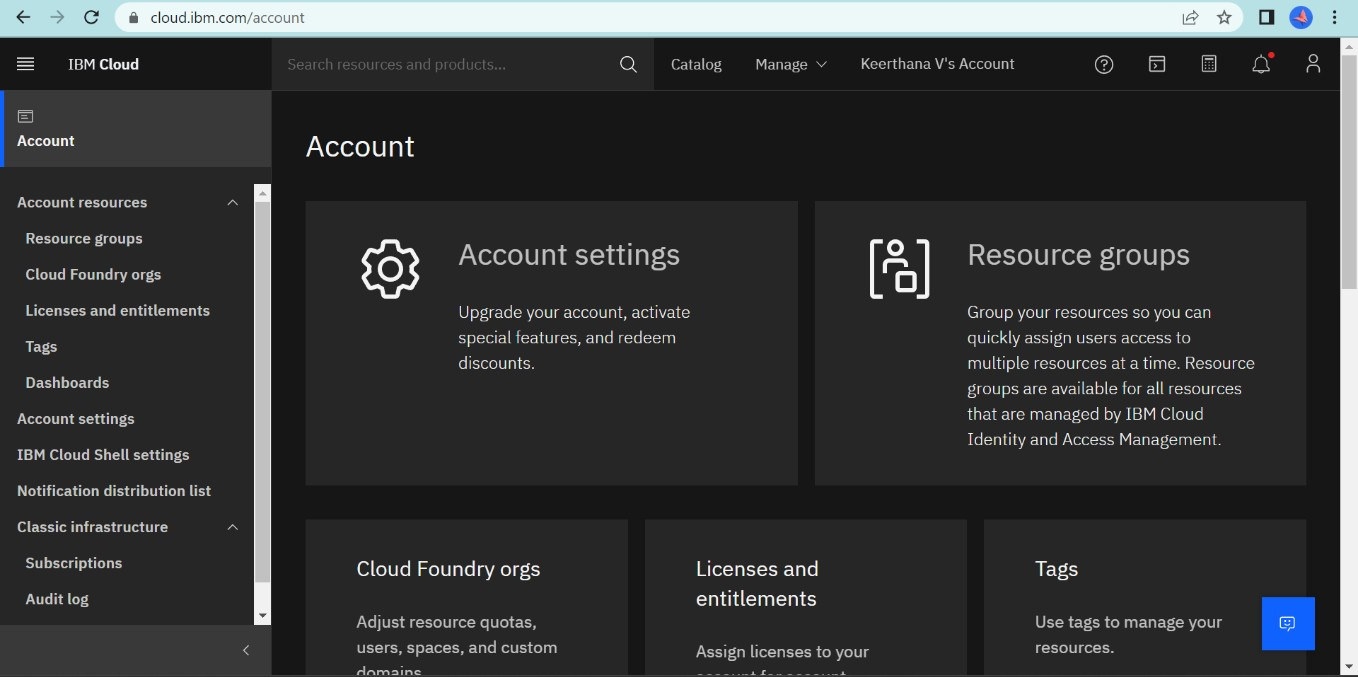 cloud.ibm.com/account
IBM Cloud
Search resources and products...
Catalog
Manage
Keerthana V's Account
Account
Account resources
Resource groups
Cloud Foundry orgs
Licenses and entitlements
Tags
Dashboards
Account settings
IBM Cloud Shell settings
Notification distribution list
Classic infrastructure
Subscriptions
Audit log
Account
Account settings
Upgrade your account, activate
special features, and redeem
discounts.
Resource groups
Group your resources so you can
quickly assign users access to
multiple resources at a time. Resource
groups are available for all resources
that are managed by IBM Cloud
Identity and Access Management.
Cloud Foundry orgs
Adjust resource quotas,
users, spaces, and custom
domains
Licenses and
entitlements
Assign licenses to your
account for account
Tags
Use tags to manage your
resources.